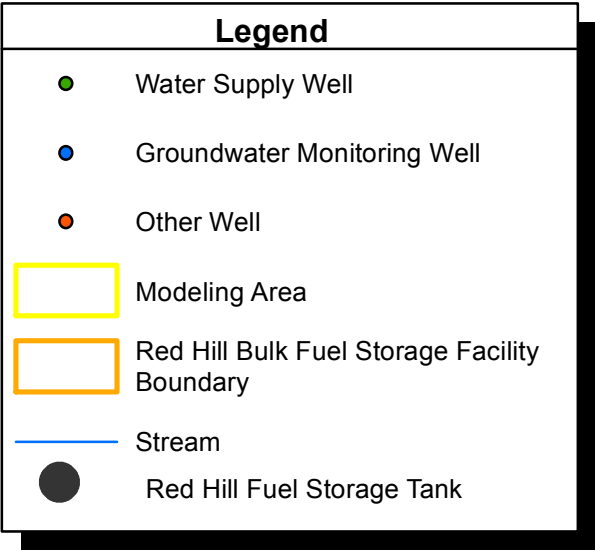 Legend
Water Supply Well
Groundwater Monitoring Well
Other Well
Modeling Area
Red Hill Bulk Fuel Storage Facility
Boundary
Stream
Red Hill Fuel Storage Tank